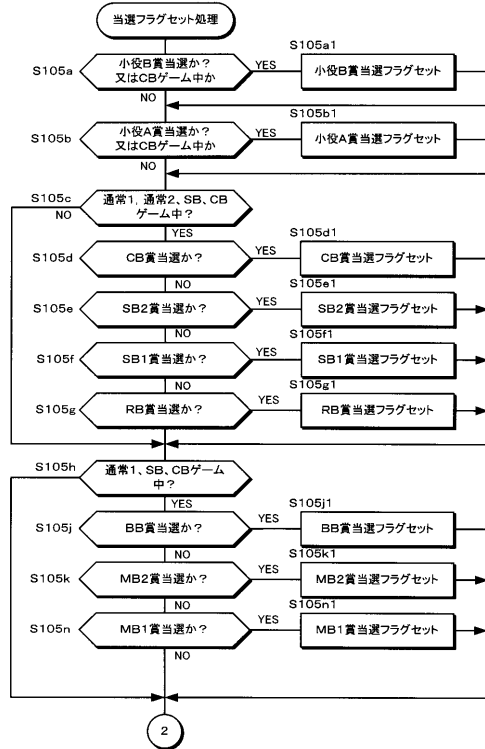 当選フラグセット処理
S105a
小役B賞当選か?
又はCBゲーム中か
YES
S105a1
小役B当選フラグセット
NO
S105b
小役A賞当選か?
又はCBゲーム中か
YES
S105b1
小役A当選フラグセット
NO
S105c
通常1, 通常2、SB、CB
ゲーム中?
NO
YES
S105d
CB賞当選か?
YES
S105d1
CB賞当選フラグセット
NO
S105e
SB2賞当選か?
YES
S105e1
SB2賞当選フラグセット
NO
S105f
SB1賞当選か?
YES
S105f1
SB1賞当選フラグセット
NO
S105g
RB賞当選か?
YES
S105g1
RB賞当選フラグセット
S105h
通常1、SB、CBゲーム
中?
YES
S105j
BB賞当選か?
YES
S105j1
BB賞当選フラグセット
NO
S105k
MB2賞当選か?
YES
S105k1
MB2賞当選フラグセット
NO
S105n
MB1賞当選か?
YES
S105n1
MB1賞当選フラグセット
NO
2